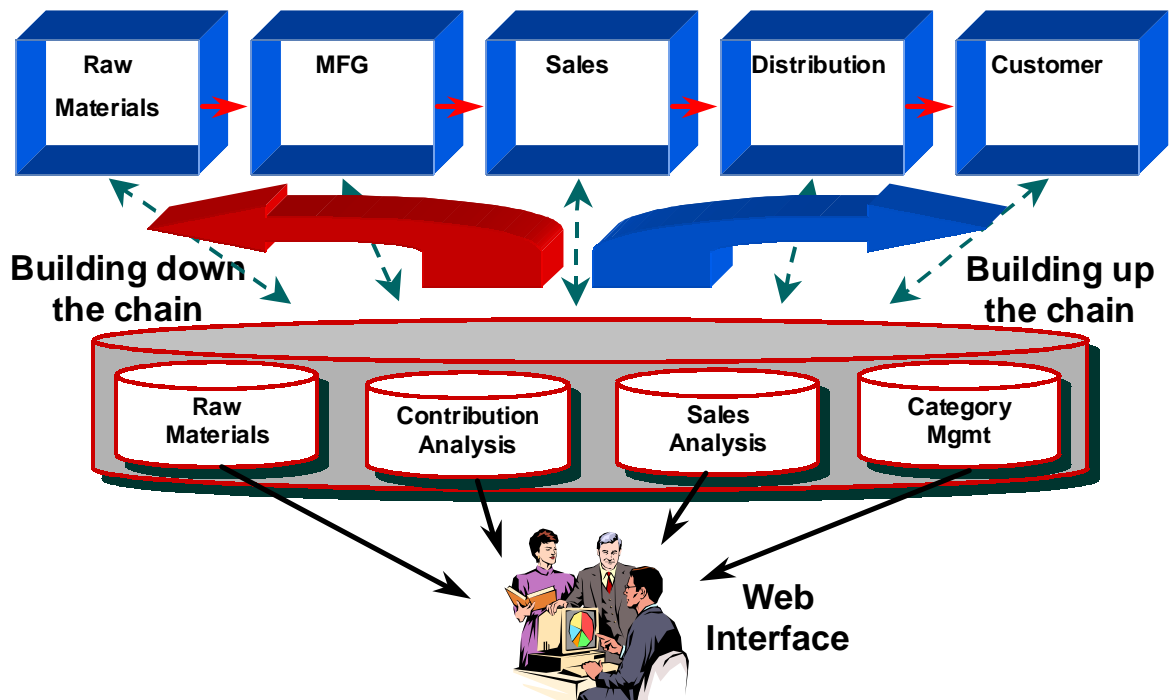 Raw
Materials
MFG
Sales
Distribution
Customer
Building down
the chain
Building up
the chain
Raw
Materials
Contribution
Analysis
Sales
Analysis
Category
Mgmt
Web
Interface